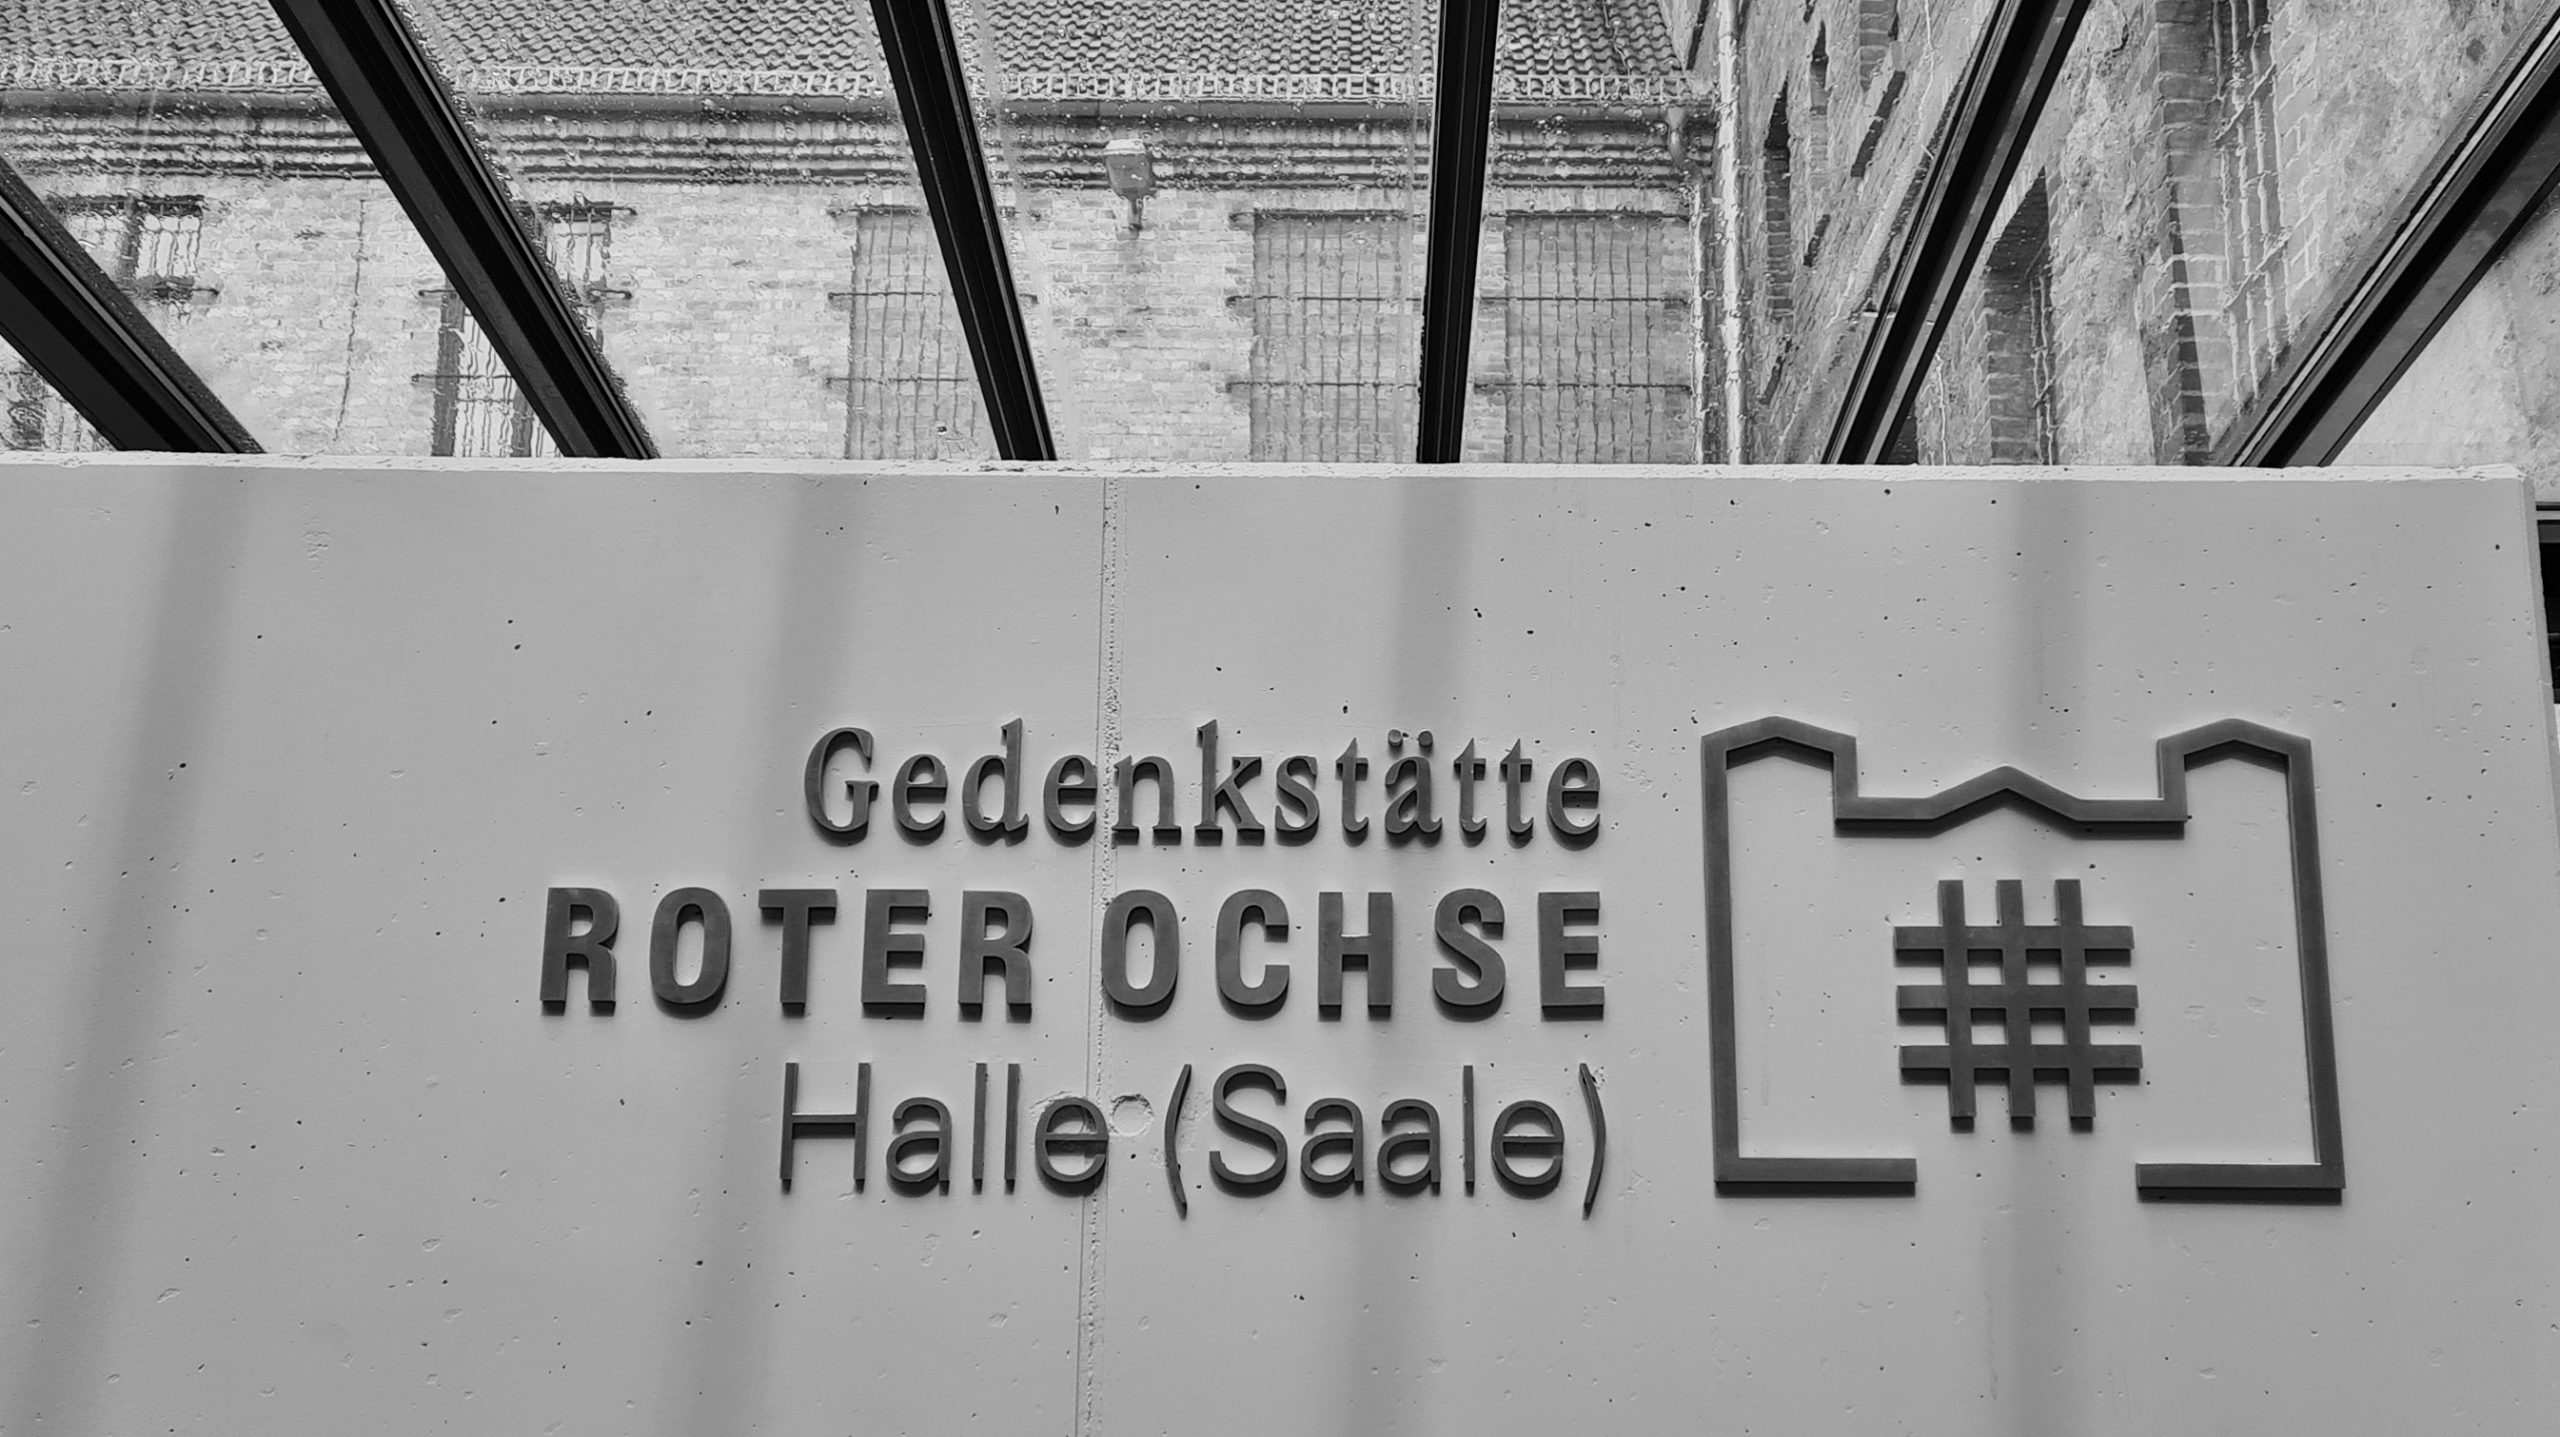 Gedenkstätte
ROTER OCHSE
Halle (Saale)